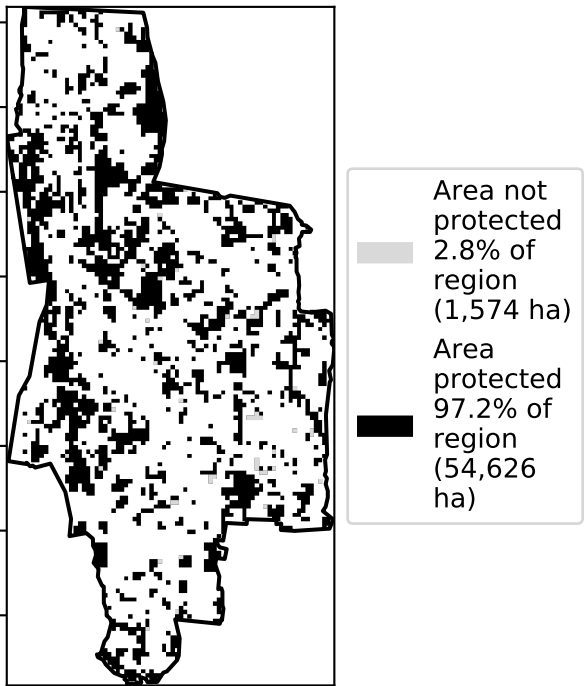 Area not
protected
2.8% of
region
(1,574 ha)
Area
protected
97.2% of
region
(54,626
ha)